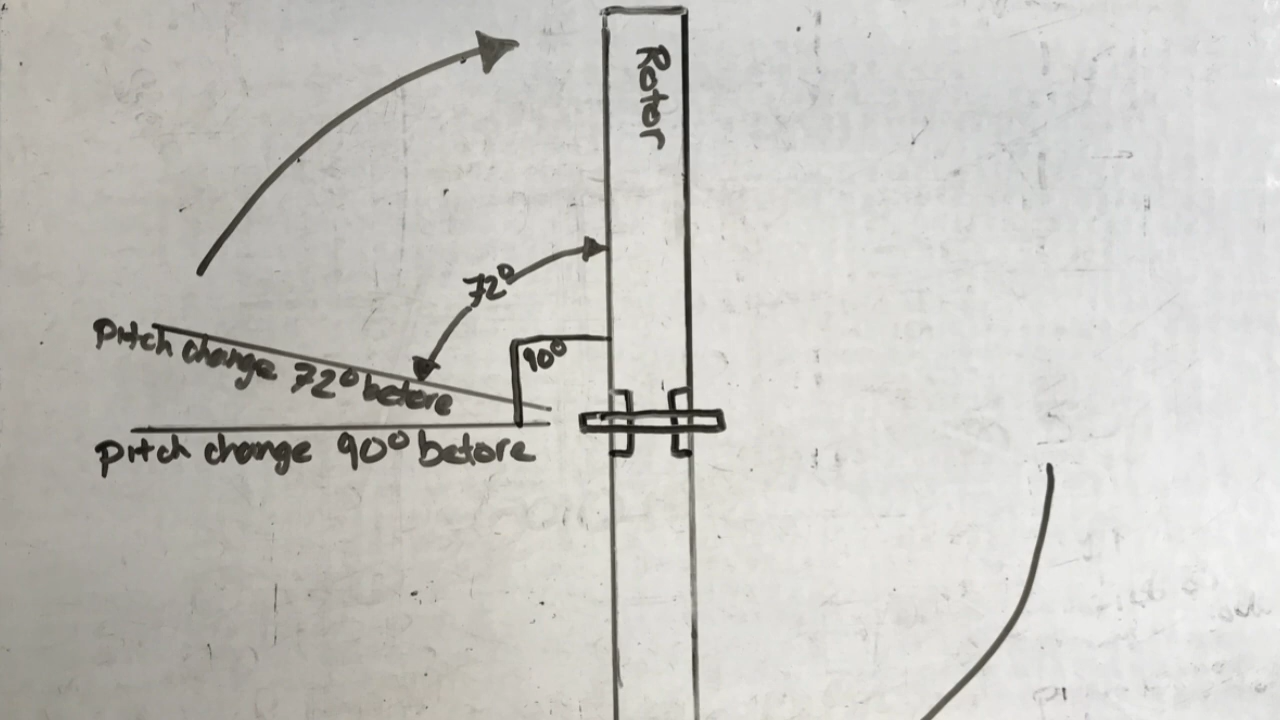 Rotor
72°
90°
pitch change 72° before
pitch change 90° before